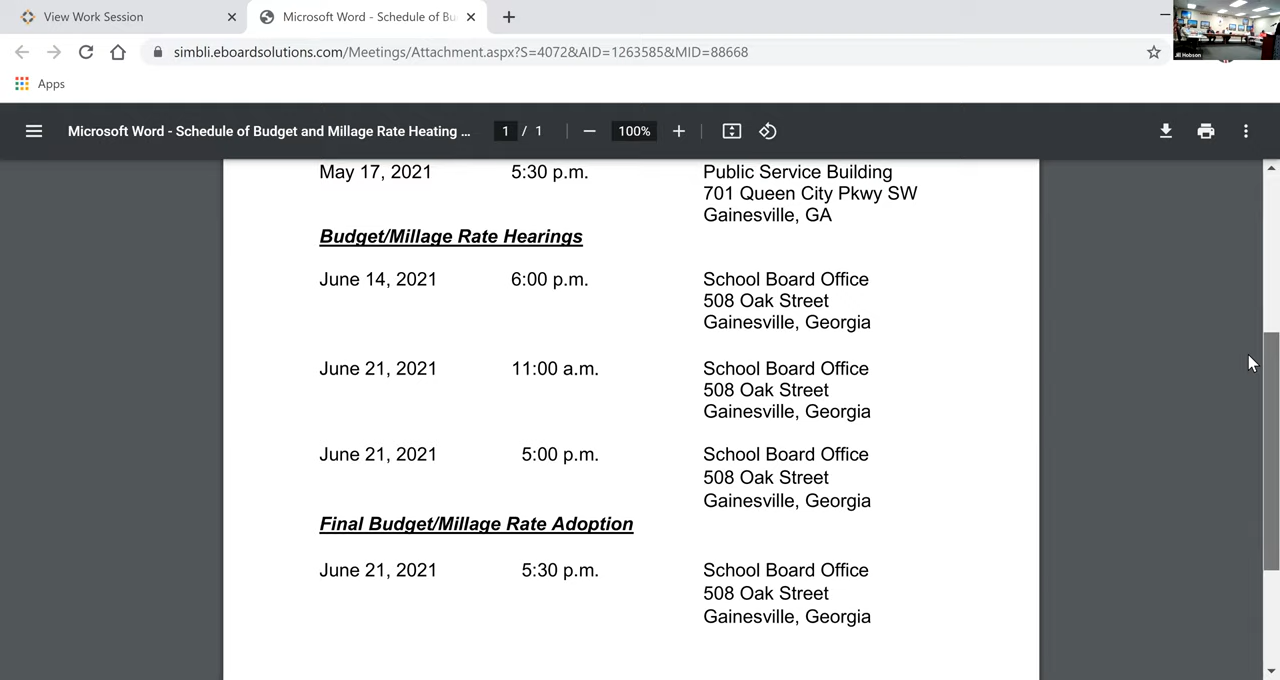 View Work Session
Microsoft Word - Schedule of Bu
simbli.eboardsolutions.com/Meetings/Attachment.aspx?S=4072&AID=1263585&MID=88668
Jill Hobson
Apps
Microsoft Word - Schedule of Budget and Millage Rate Heating ... 1 / 1 100%
May 17, 2021 5:30 p.m. Public Service Building
701 Queen City Pkwy SW
Gainesville, GA
Budget/Millage Rate Hearings
June 14, 2021 6:00 p.m. School Board Office
508 Oak Street
Gainesville, Georgia
June 21, 2021 11:00 a.m. School Board Office
508 Oak Street
Gainesville, Georgia
June 21, 2021 5:00 p.m. School Board Office
508 Oak Street
Gainesville, Georgia
Final Budget/Millage Rate Adoption
June 21, 2021 5:30 p.m. School Board Office
508 Oak Street
Gainesville, Georgia